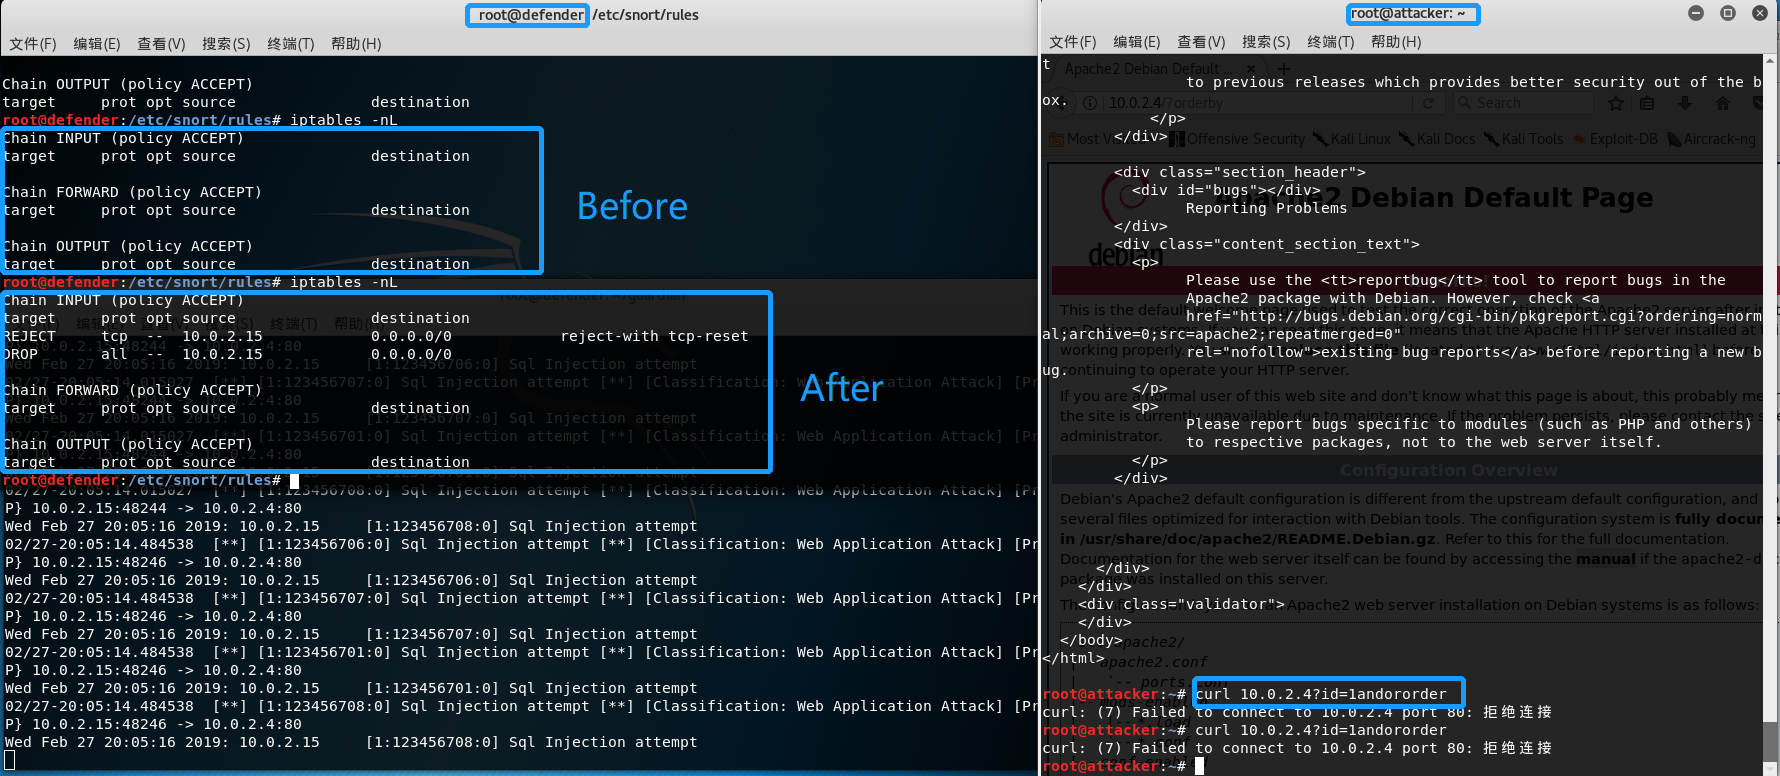 root@defender: /etc/snort/rules
文件(F) 编辑(E) 查看(V) 搜索(S) 终端(T) 帮助(H)
Chain OUTPUT (policy ACCEPT)
target     prot opt source               destination
root@defender:/etc/snort/rules# iptables -nL
Chain INPUT (policy ACCEPT)
target     prot opt source               destination
Chain FORWARD (policy ACCEPT)
target     prot opt source               destination
Chain OUTPUT (policy ACCEPT)
target     prot opt source               destination
Before
root@defender:/etc/snort/rules# iptables -nL
Chain INPUT (policy ACCEPT)
target     prot opt source               destination
REJECT     tcp  --  10.0.2.15            0.0.0.0/0            reject-with tcp-reset
DROP       all  --  10.0.2.15            0.0.0.0/0
Chain FORWARD (policy ACCEPT)
target     prot opt source               destination
Chain OUTPUT (policy ACCEPT)
target     prot opt source               destination
After
root@defender:/etc/snort/rules#
02/27-20:05:14.015027  [**] [1:123456708:0] Sql Injection attempt [**] [Classification: Web Application Attack] [Pr
P} 10.0.2.15:48244 -> 10.0.2.4:80
Wed Feb 27 20:05:16 2019: 10.0.2.15     [1:123456708:0] Sql Injection attempt
02/27-20:05:14.484538  [**] [1:123456706:0] Sql Injection attempt [**] [Classification: Web Application Attack] [Pr
P} 10.0.2.15:48246 -> 10.0.2.4:80
Wed Feb 27 20:05:16 2019: 10.0.2.15     [1:123456706:0] Sql Injection attempt
02/27-20:05:14.484538  [**] [1:123456707:0] Sql Injection attempt [**] [Classification: Web Application Attack] [Pr
P} 10.0.2.15:48246 -> 10.0.2.4:80
Wed Feb 27 20:05:16 2019: 10.0.2.15     [1:123456707:0] Sql Injection attempt
02/27-20:05:14.484538  [**] [1:123456701:0] Sql Injection attempt [**] [Classification: Web Application Attack] [Pr
P} 10.0.2.15:48246 -> 10.0.2.4:80
Wed Feb 27 20:05:16 2019: 10.0.2.15     [1:123456701:0] Sql Injection attempt
02/27-20:05:14.484538  [**] [1:123456708:0] Sql Injection attempt [**] [Classification: Web Application Attack] [Pr
P} 10.0.2.15:48246 -> 10.0.2.4:80
Wed Feb 27 20:05:16 2019: 10.0.2.15     [1:123456708:0] Sql Injection attempt
root@attacker: ~
文件(F) 编辑(E) 查看(V) 搜索(S) 终端(T) 帮助(H)
t
to previous releases which provides better security out of the b
ox.
</p>
</div>
<div class="section_header">
<div id="bugs"></div>
Reporting Problems
</div>
<div class="content_section_text">
<p>
Please use the <tt>reportbug</tt> tool to report bugs in the
Apache2 package with Debian. However, check <a
href="http://bugs.debian.org/cgi-bin/pkgreport.cgi?ordering=norm
al;archive=0;src=apache2;repeatmerged=0"
rel="nofollow">existing bug reports</a> before reporting a new b
ug.
</p>
<p>
Please report bugs specific to modules (such as PHP and others)
to respective packages, not to the web server itself.
</p>
</div>
</div>
</div>
<div class="validator">
</div>
</body>
</html>
root@attacker:~# curl 10.0.2.4?id=1andororder
curl: (7) Failed to connect to 10.0.2.4 port 80: 拒绝连接
root@attacker:~# curl 10.0.2.4?id=1andororder
curl: (7) Failed to connect to 10.0.2.4 port 80: 拒绝连接
root@attacker:~#